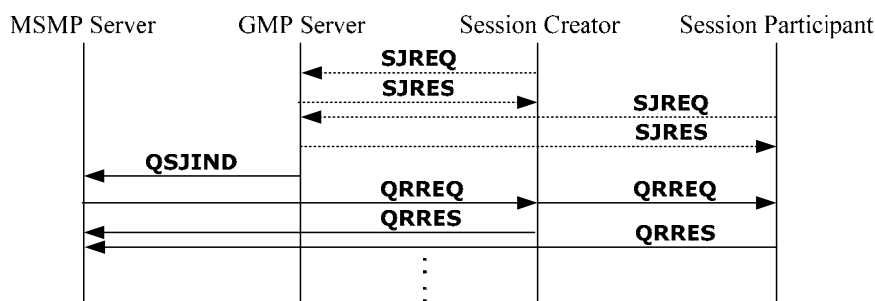 MSMP Server GMP Server Session Creator Session Participant
SJREQ
SJRES
SJREQ
SJRES
QSJIND
QRREQ QRREQ
QRRES
QRRES